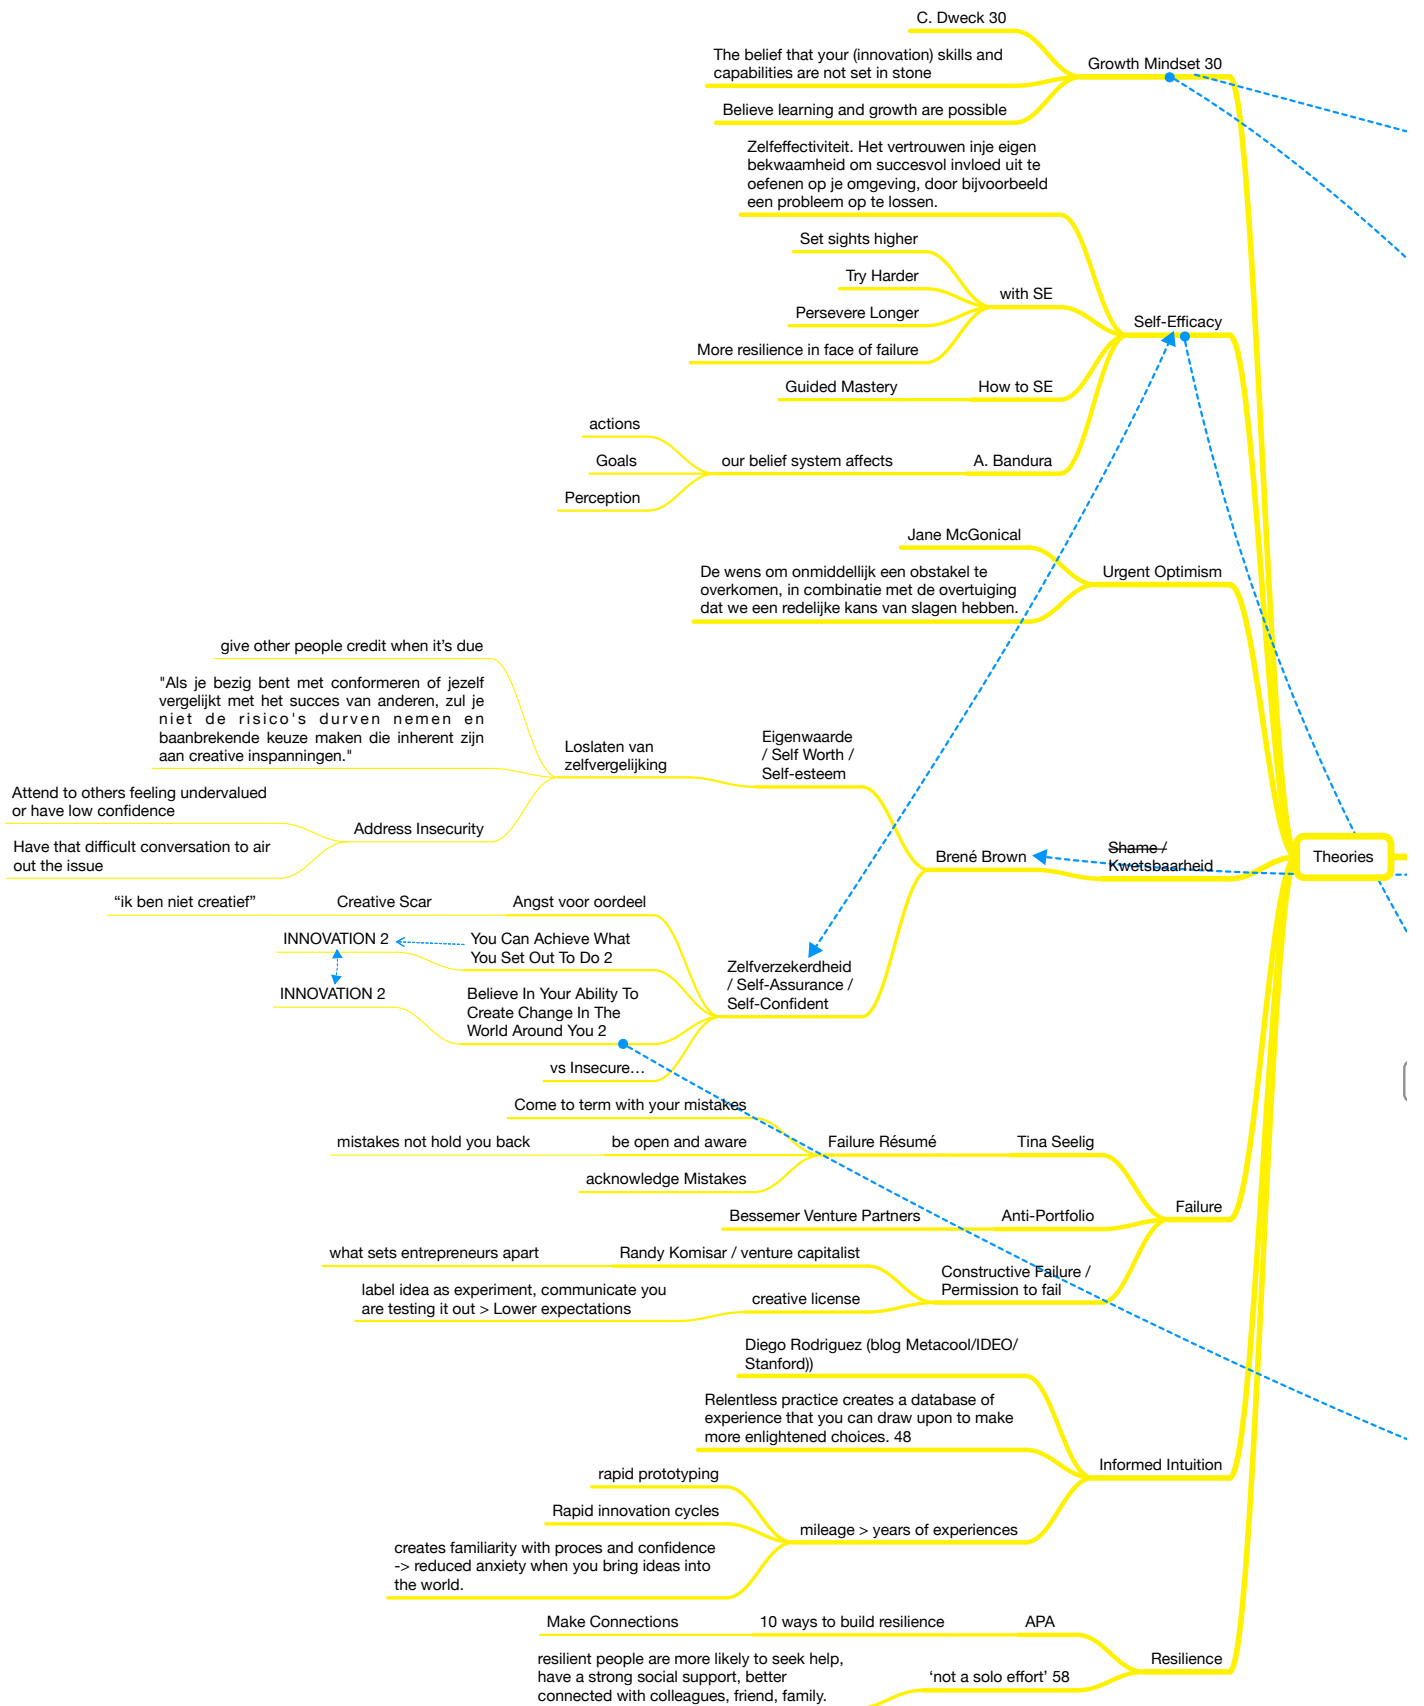 C. Dweck 30
The belief that your (innovation) skills and
capabilities are not set in stone
Believe learning and growth are possible
Growth Mindset 30
Zelfeffectiviteit. Het vertrouwen inje eigen
bekwaamheid om succesvol invloed uit te
oefenen op je omgeving, door bijvoorbeeld
een probleem op te lossen.
Set sights higher
Try Harder
Persevere Longer
More resilience in face of failure
with SE
Guided Mastery
How to SE
actions
Goals
Perception
our belief system affects
A. Bandura
Self-Efficacy
Jane McGonical
De wens om onmiddellijk een obstakel te
overkomen, in combinatie met de overtuiging
dat we een redelijke kans van slagen hebben.
Urgent Optimism
give other people credit when it’s due
"Als je bezig bent met conformeren of jezelf
vergelijkt met het succes van anderen, zul je
niet de risico's durven nemen en
baanbrekende keuze maken die inherent zijn
aan creative inspanningen."
Attend to others feeling undervalued
or have low confidence
Have that difficult conversation to air
out the issue
Address Insecurity
Loslaten van
zelfvergelijking
Eigenwaarde
/ Self Worth /
Self-esteem
“ik ben niet creatief”
Creative Scar
Angst voor oordeel
INNOVATION 2
You Can Achieve What
You Set Out To Do 2
INNOVATION 2
Believe In Your Ability To
Create Change In The
World Around You 2
vs Insecure…
Zelfverzekerdheid
/ Self-Assurance /
Self-Confident
Brené Brown
Shame /
Kwetsbaarheid
Theories
Come to term with your mistakes
mistakes not hold you back
be open and aware
acknowledge Mistakes
Failure Résumé
Tina Seelig
Bessemer Venture Partners
Anti-Portfolio
what sets entrepreneurs apart
Randy Komisar / venture capitalist
label idea as experiment, communicate you
are testing it out > Lower expectations
creative license
Constructive Failure /
Permission to fail
Failure
Diego Rodriguez (blog Metacool/IDEO/
Stanford))
Relentless practice creates a database of
experience that you can draw upon to make
more enlightened choices. 48
rapid prototyping
Rapid innovation cycles
creates familiarity with proces and confidence
-> reduced anxiety when you bring ideas into
the world.
mileage > years of experiences
Informed Intuition
Make Connections
10 ways to build resilience
APA
resilient people are more likely to seek help,
have a strong social support, better
connected with colleagues, friend, family.
‘not a solo effort’ 58
Resilience